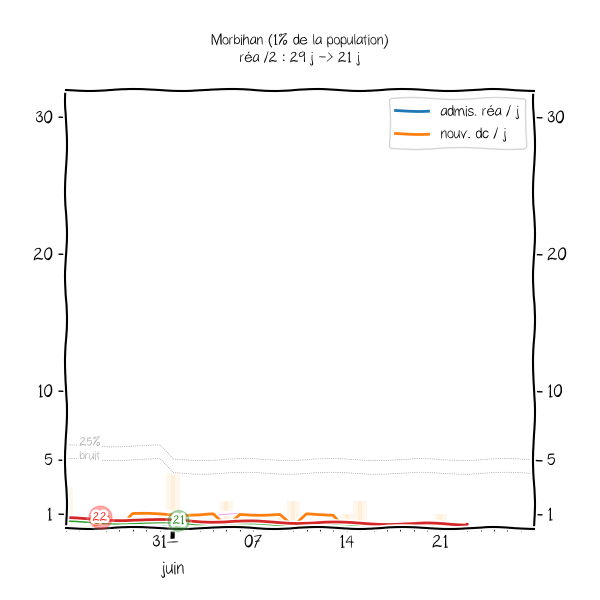 Morbihan (1% de la population)
réa /2 : 29 j -> 21 j
admis. réa / j
nouv. dc / j
30
30
20
20
10
10
25%
bruit
5
5
22
21
1
1
31
07
14
21
juin